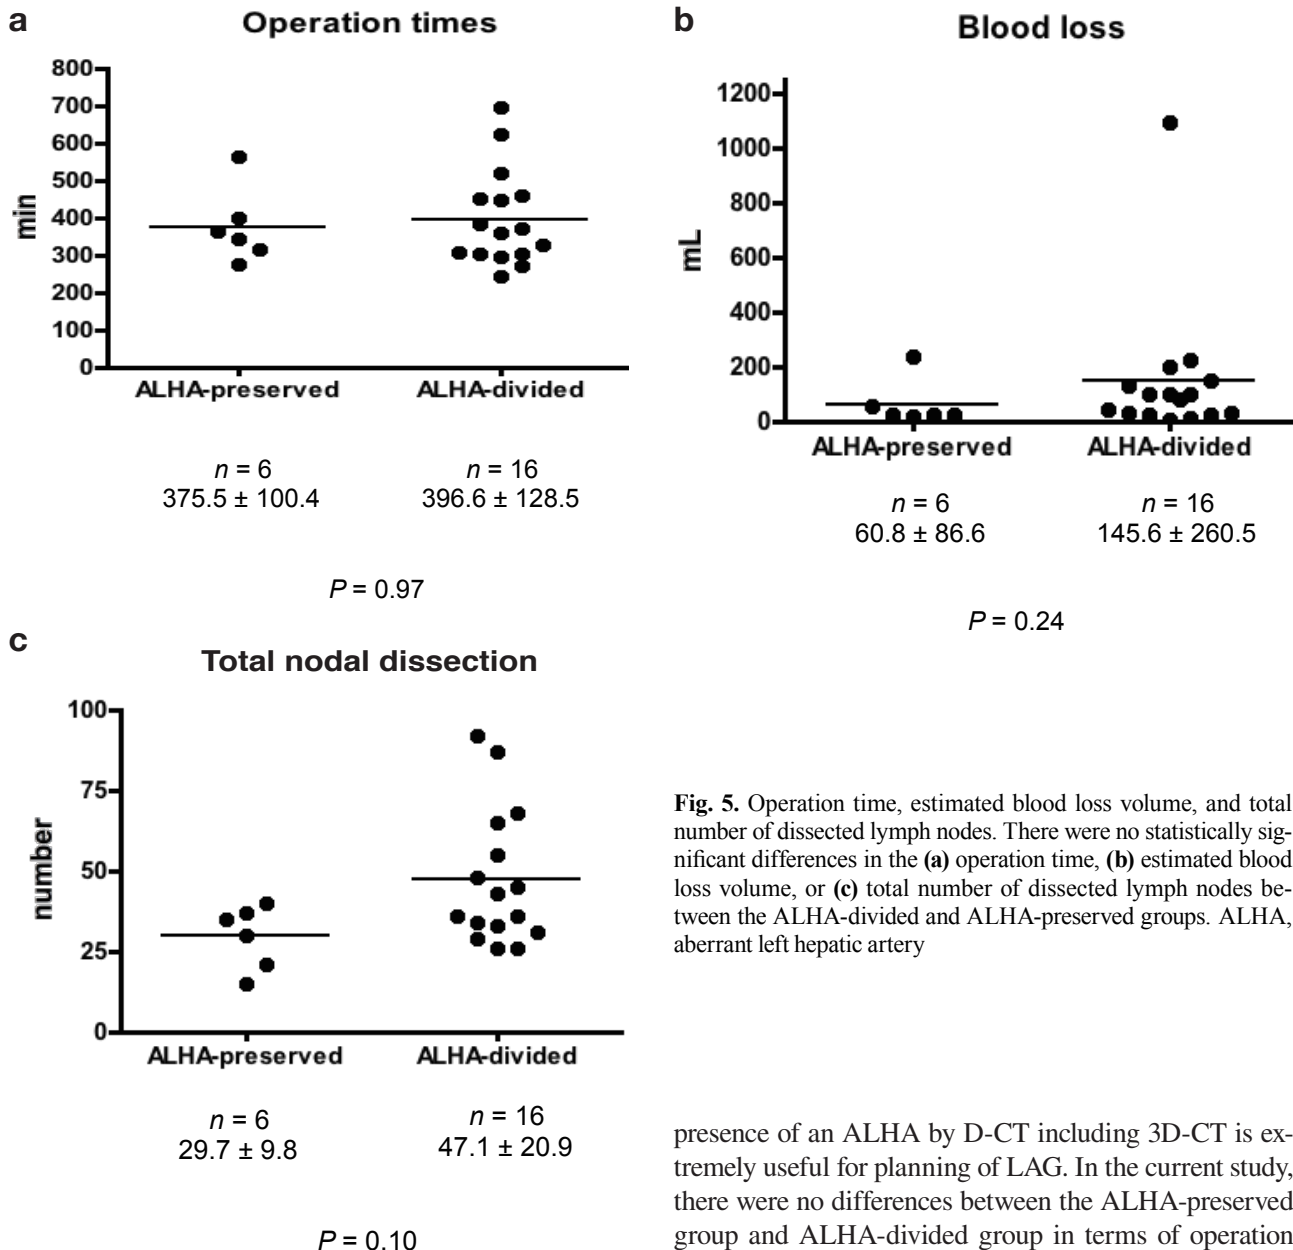 a
Operation times
800
700
600
500
400
300
200
100
0
min
ALHA-preserved
ALHA-divided
n = 6
375.5 ± 100.4
n = 16
396.6 ± 128.5
P = 0.97
b
Blood loss
1200
1000
800
600
400
200
0
mL
ALHA-preserved
ALHA-divided
n = 6
60.8 ± 86.6
n = 16
145.6 ± 260.5
P = 0.24
c
Total nodal dissection
100
75
50
25
0
number
ALHA-preserved
ALHA-divided
n = 6
29.7 ± 9.8
n = 16
47.1 ± 20.9
P = 0.10
Fig. 5. Operation time, estimated blood loss volume, and total
number of dissected lymph nodes. There were no statistically sig-
nificant differences in the (a) operation time, (b) estimated blood
loss volume, or (c) total number of dissected lymph nodes be-
tween the ALHA-divided and ALHA-preserved groups. ALHA,
aberrant left hepatic artery
presence of an ALHA by D-CT including 3D-CT is ex-
tremely useful for planning of LAG. In the current study,
there were no differences between the ALHA-preserved
group and ALHA-divided group in terms of operation